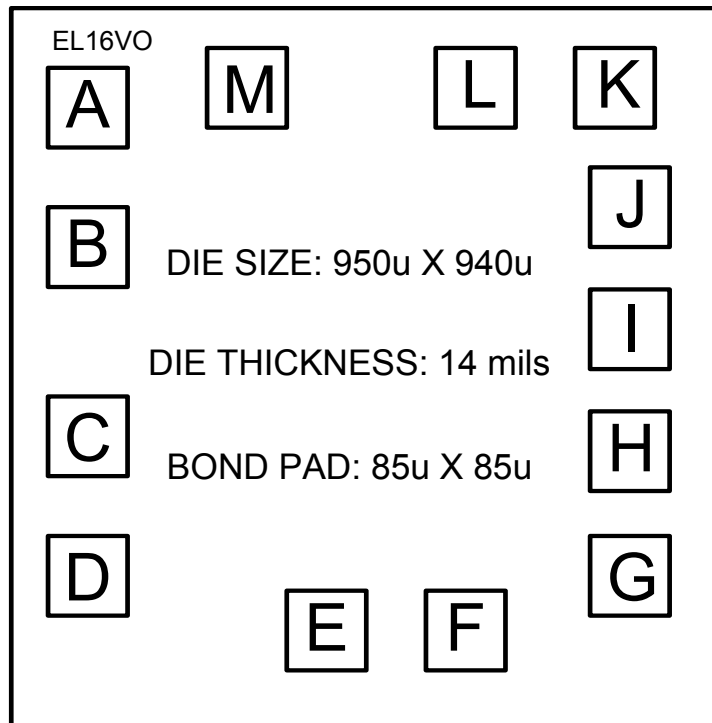 EL16VO
A M L K
J
B
DIE SIZE: 950u X 940u
I
DIE THICKNESS: 14 mils
C
H
BOND PAD: 85u X 85u
D
G
E F